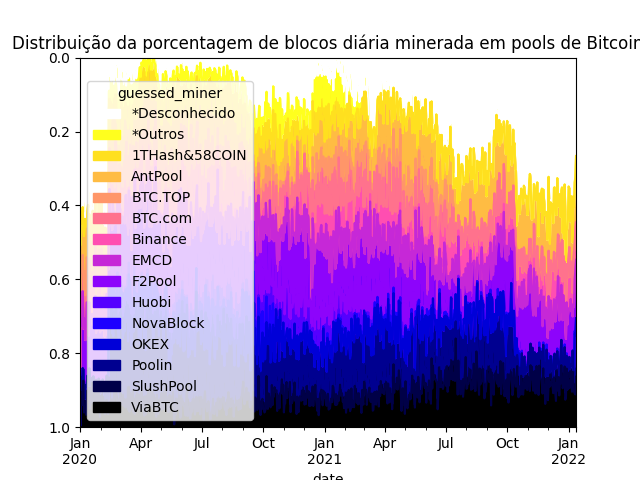 Distribuição da porcentagem de blocos diária minerada em pools de Bitcoin
0.0
0.2
0.4
0.6
0.8
1.0
guessed_miner
*Desconhecido
*Outros
1THash&58COIN
AntPool
BTC.TOP
BTC.com
Binance
EMCD
F2Pool
Huobi
NovaBlock
OKEX
Poolin
SlushPool
ViaBTC
Jan Apr Jul Oct Jan Apr Jul Oct Jan
2020 2021 2022
date